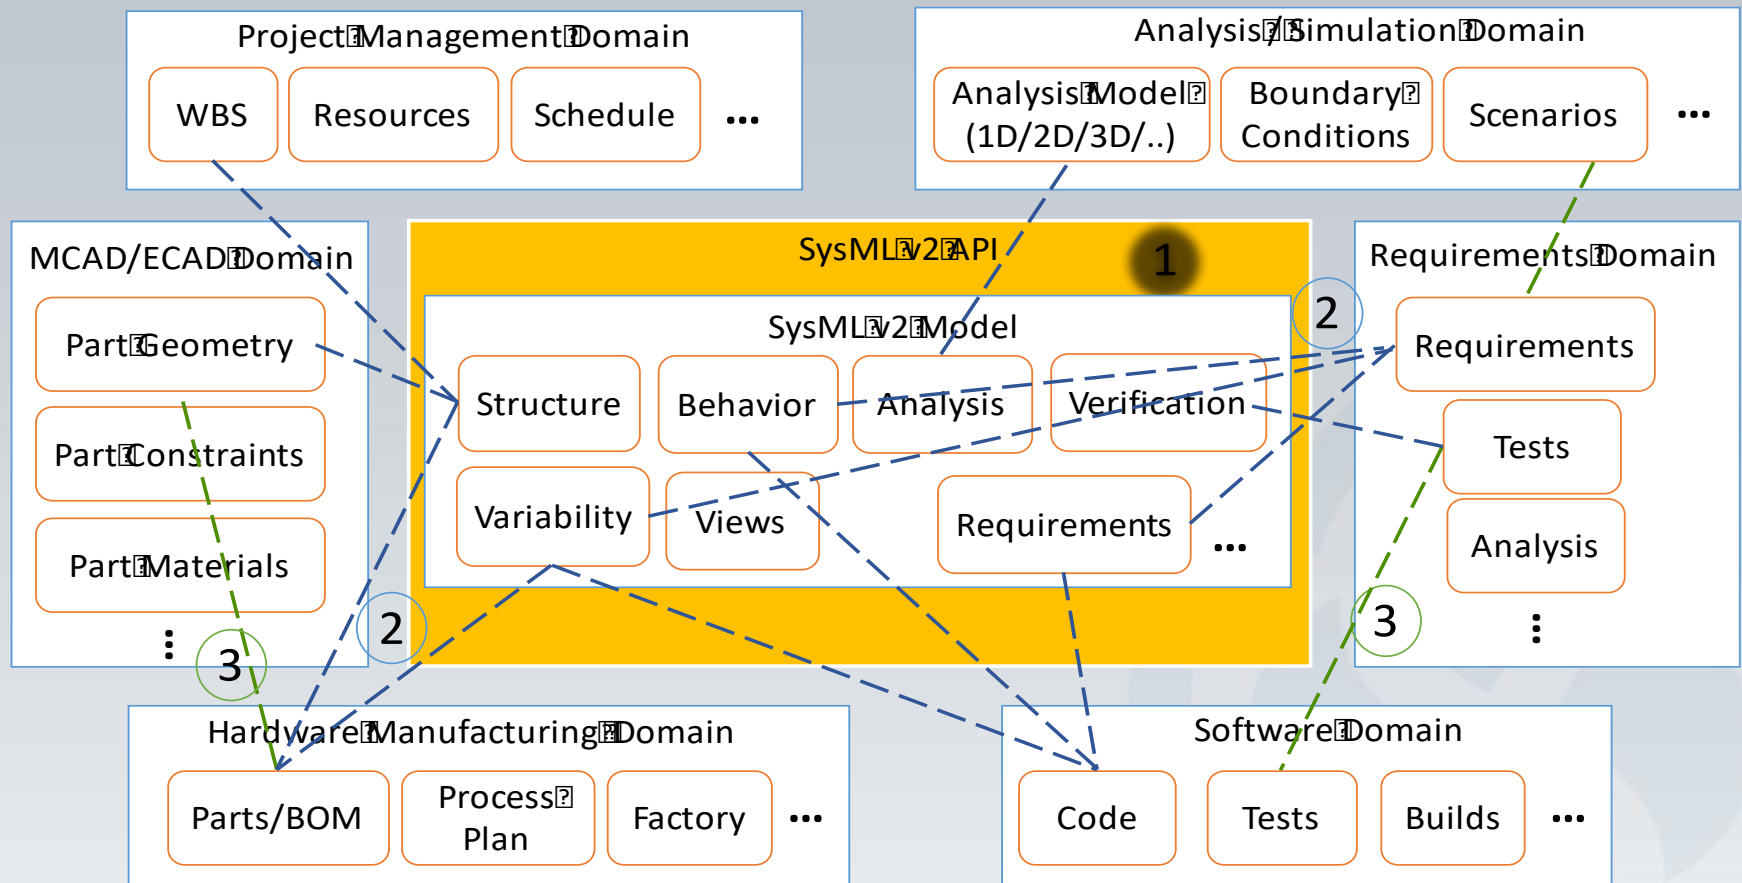 Project Management Domain
WBS
Resources
Schedule
...
Analysis / Simulation Domain
Analysis Model
(1D/2D/3D/..)
Boundary
Conditions
Scenarios
...
MCAD/ECAD Domain
Part Geometry
Part Constraints
Part Materials
...
3
SysML v2 API
1
SysML v2 Model
Structure
Behavior
Analysis
Verification
Variability
Views
Requirements
...
2
2
Requirements Domain
Requirements
Tests
Analysis
...
3
Hardware Manufacturing Domain
Parts/BOM
Process
Plan
Factory
...
Software Domain
Code
Tests
Builds
...